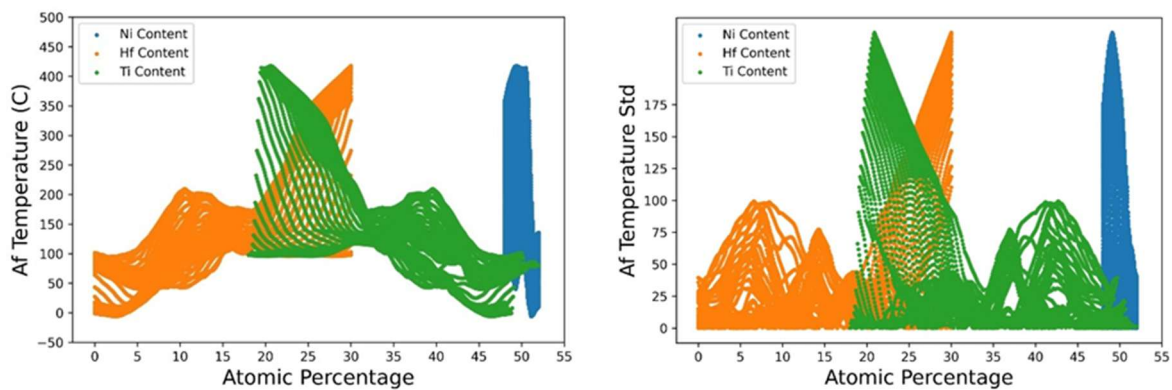 500
450
400
350
300
250
200
150
100
50
0
−50
Af Temperature (C)
Ni Content
Hf Content
Ti Content
0 5 10 15 20 25 30 35 40 45 50 55
Atomic Percentage
175
150
125
100
75
50
25
0
Af Temperature Std
Ni Content
Hf Content
Ti Content
0 5 10 15 20 25 30 35 40 45 50 55
Atomic Percentage